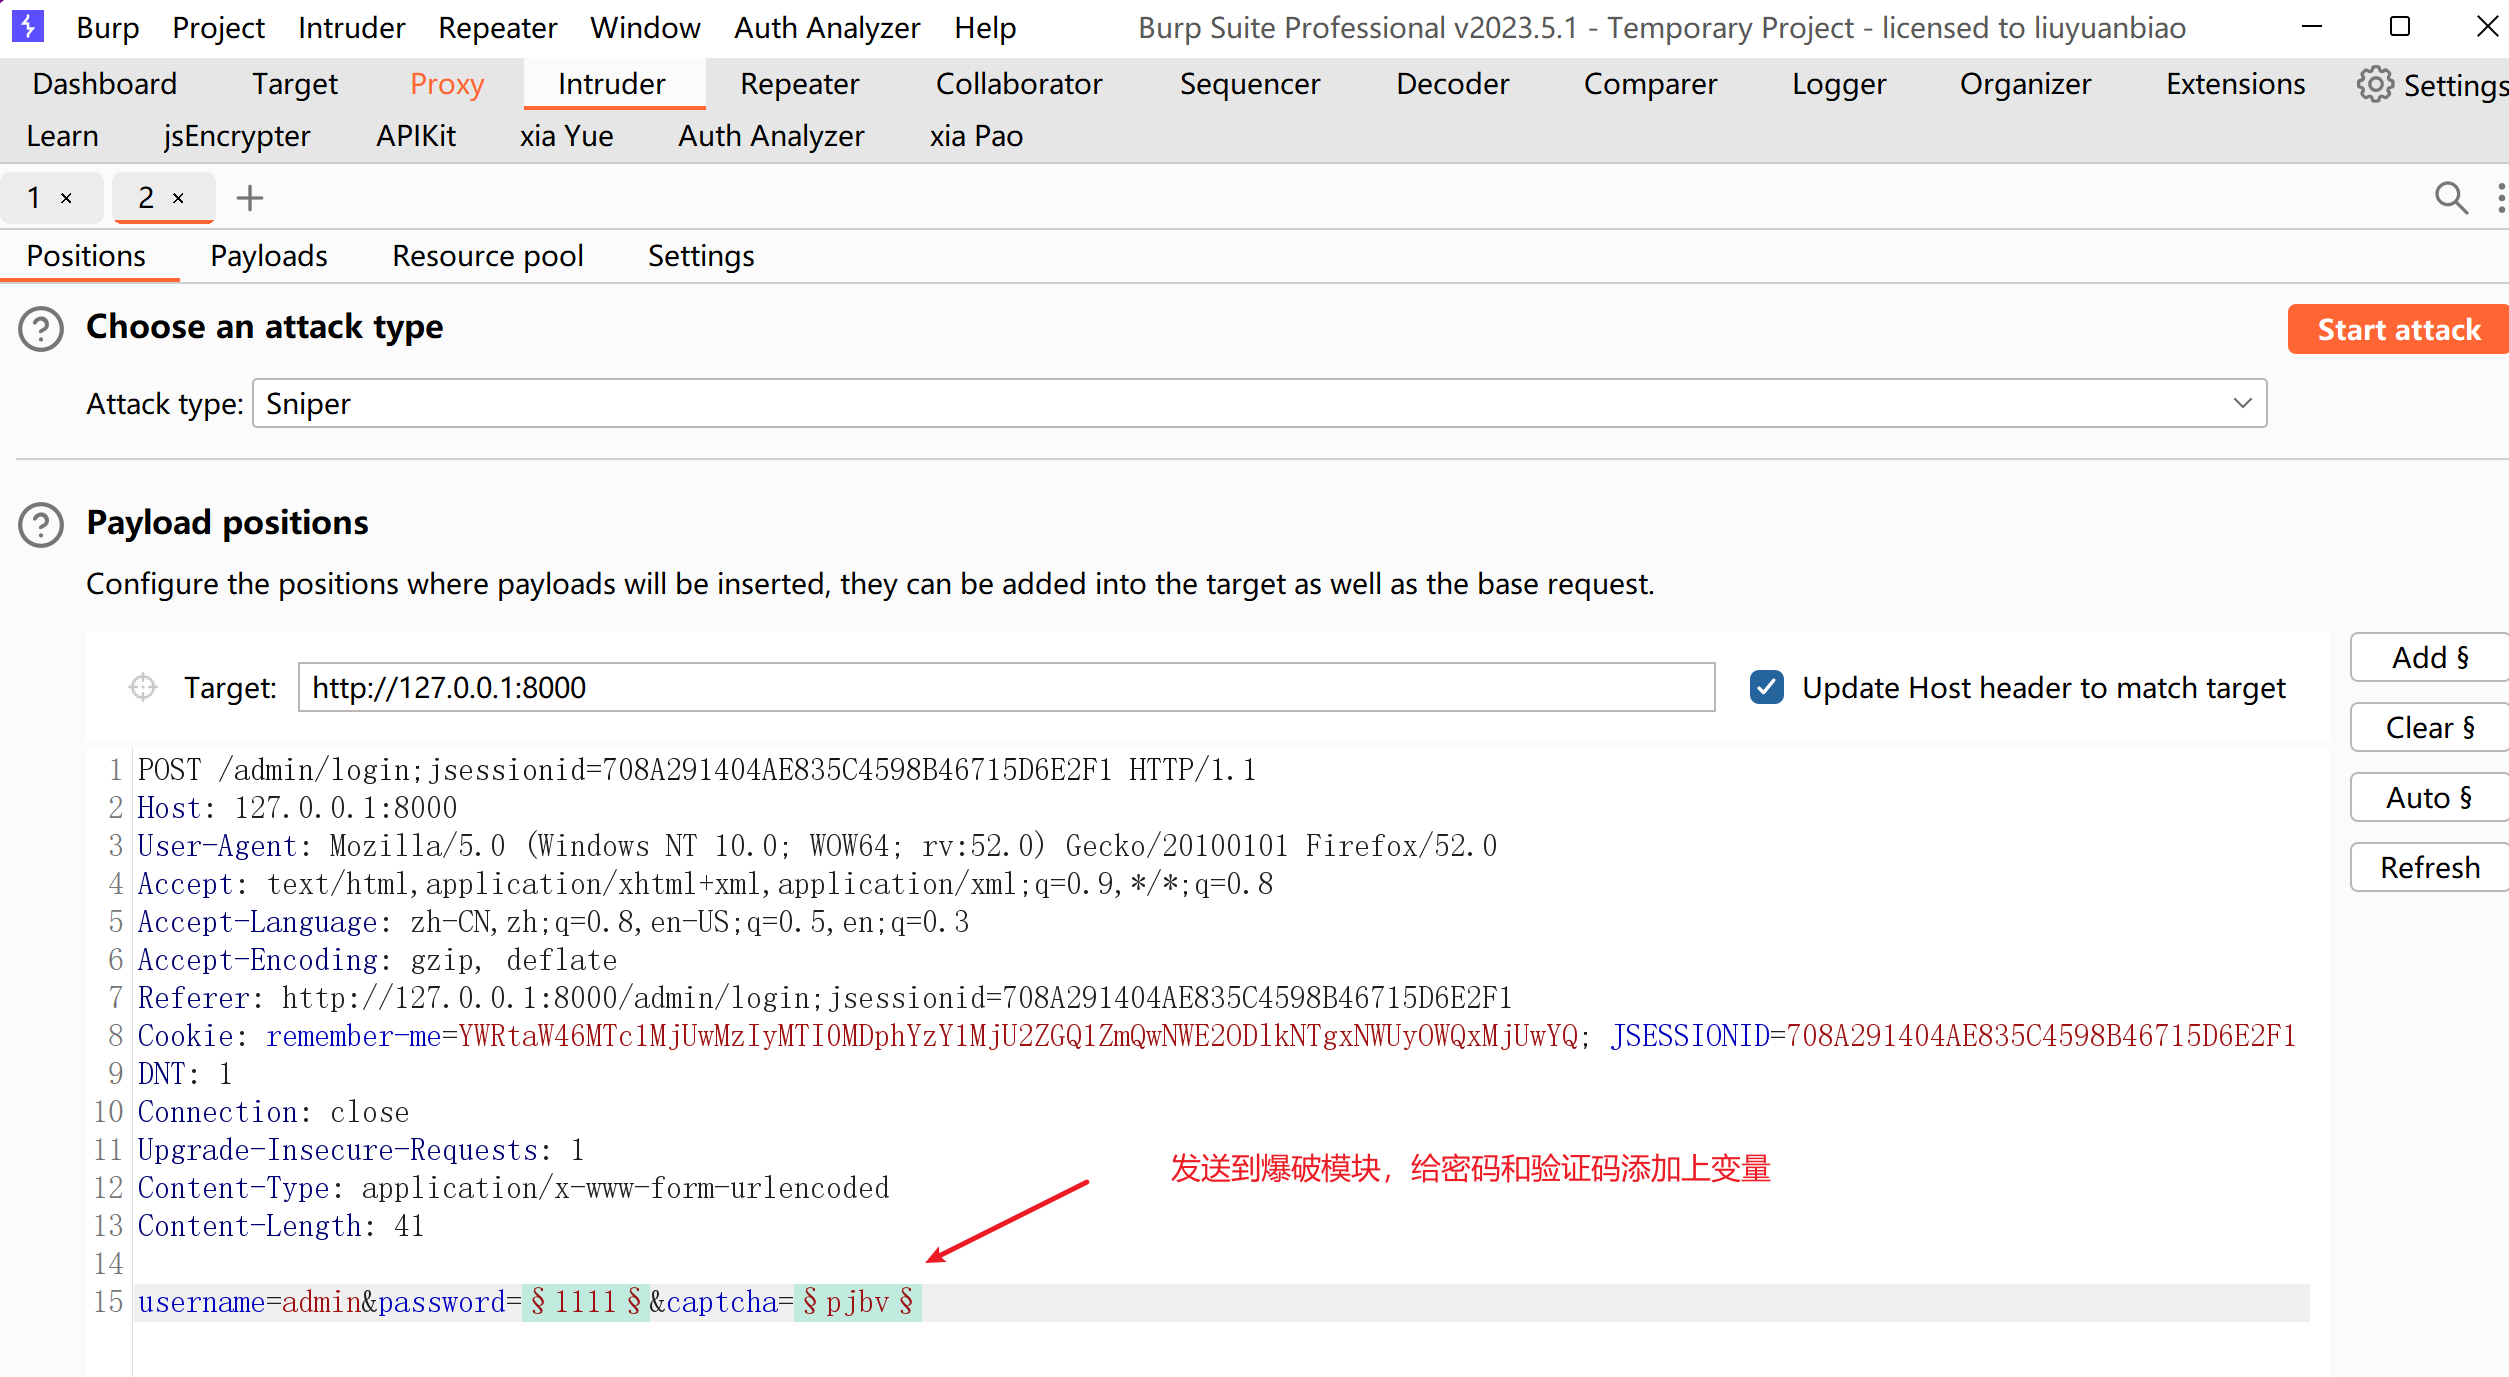 Burp Project Intruder Repeater Window Auth Analyzer Help Burp Suite Professional v2023.5.1 - Temporary Project - licensed to liuyuanbiao
Dashboard Target Proxy Intruder Repeater Collaborator Sequencer Decoder Comparer Logger Organizer Extensions Settings
Learn jsEncrypter APIKit xia Yue Auth Analyzer xia Pao
1 × 2 × +
Positions Payloads Resource pool Settings
Choose an attack type
Start attack
Attack type: Sniper
Payload positions
Configure the positions where payloads will be inserted, they can be added into the target as well as the base request.
Add §
Target: http://127.0.0.1:8000 Update Host header to match target
Clear §
Auto §
Refresh
1 POST /admin/login;jsessionid=708A291404AE835C4598B46715D6E2F1 HTTP/1.1
2 Host: 127.0.0.1:8000
3 User-Agent: Mozilla/5.0 (Windows NT 10.0; WOW64; rv:52.0) Gecko/20100101 Firefox/52.0
4 Accept: text/html,application/xhtml+xml,application/xml;q=0.9,*/*;q=0.8
5 Accept-Language: zh-CN,zh;q=0.8,en-US;q=0.5,en;q=0.3
6 Accept-Encoding: gzip, deflate
7 Referer: http://127.0.0.1:8000/admin/login;jsessionid=708A291404AE835C4598B46715D6E2F1
8 Cookie: remember-me=YWRtaW46MTc1MjUwMzIyMTI0MDphYzY1MjU2ZGQ1ZmQwNWE2ODlkNTgxNWUyOWQxMjUwYQ; JSESSIONID=708A291404AE835C4598B46715D6E2F1
9 DNT: 1
10 Connection: close
11 Upgrade-Insecure-Requests: 1
发送到爆破模块，给密码和验证码添加上变量
12 Content-Type: application/x-www-form-urlencoded
13 Content-Length: 41
14
15 username=admin&password=§1111§&captcha=§pjbv§